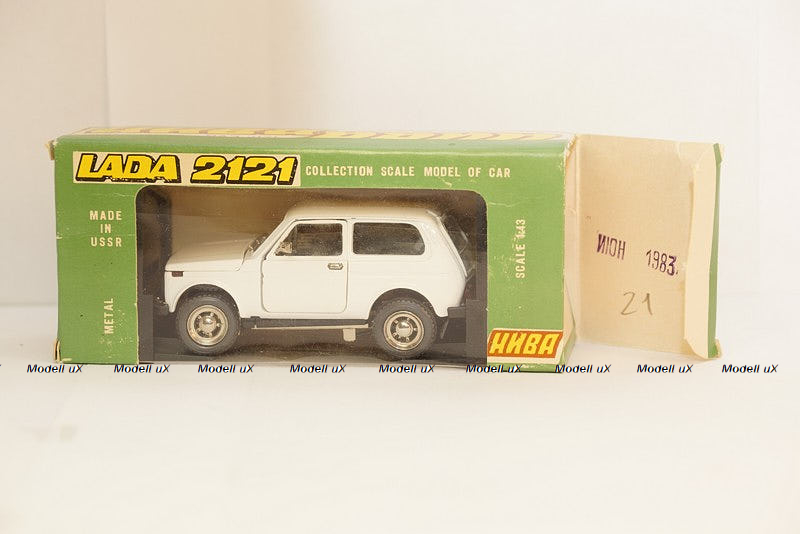 LADA 2121 COLLECTION SCALE MODEL OF CAR
MADE
IN
USSR
METAL
SCALE 1:43
НИВА
ИЮН 1983
21
Modell uX Modell uX Modell uX Modell uX Modell uX Modell uX Modell uX Modell uX Modell uX